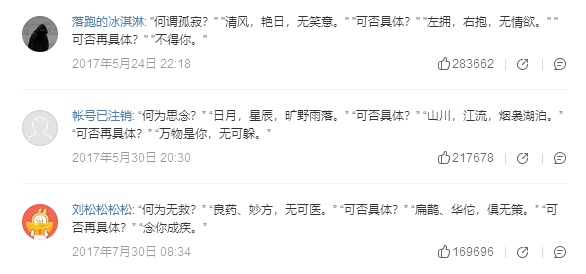 落跑的冰淇淋: “何谓孤寂？” “清风，艳日，无笑意。” “可否具体？” “左拥，右抱，无情欲。” “
可否再具体？” “不得你。”
2017年5月24日 22:18
283662
帐号已注销: “何为思念？” “日月，星辰，旷野雨落。” “可否具体？” “山川，江流，烟袅湖泊。”
“可否再具体？” “万物是你，无可躲。”
2017年5月30日 20:30
217678
刘松松松松: “何为无救？” “良药、妙方，无可医。” “可否具体？” “扁鹊、华佗，俱无策。” “可
否再具体？” “念你成疾。”
2017年7月30日 08:34
169696